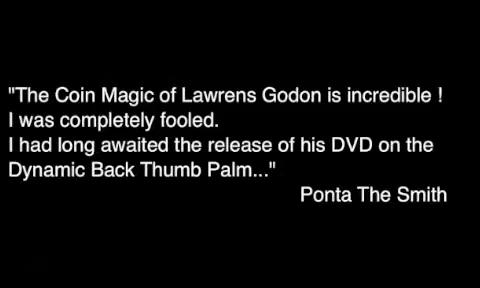 "The Coin Magic of Lawrens Godon is incredible !
I was completely fooled.
I had long awaited the release of his DVD on the
Dynamic Back Thumb Palm..."
Ponta The Smith